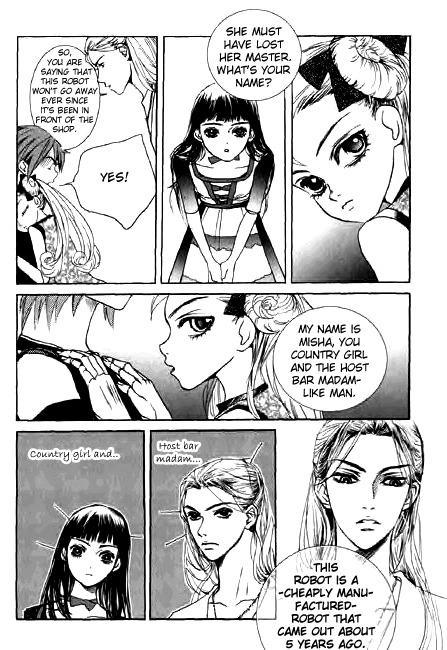 SO,
YOU ARE
SAYING THAT
THIS ROBOT
WON'T GO AWAY
EVER SINCE
IT'S BEEN IN
FRONT OF THE
SHOP.
YES!
SHE MUST
HAVE LOST
HER MASTER.
WHAT'S YOUR
NAME?
MY NAME IS
MISHA, YOU
COUNTRY GIRL
AND THE HOST
BAR MADAM-
LIKE MAN.
Country girl and..
Host bar
madam...
THIS
ROBOT IS A
-CHEAPLY MANU-
FACTURED-
ROBOT THAT
CAME OUT ABOUT
5 YEARS AGO.